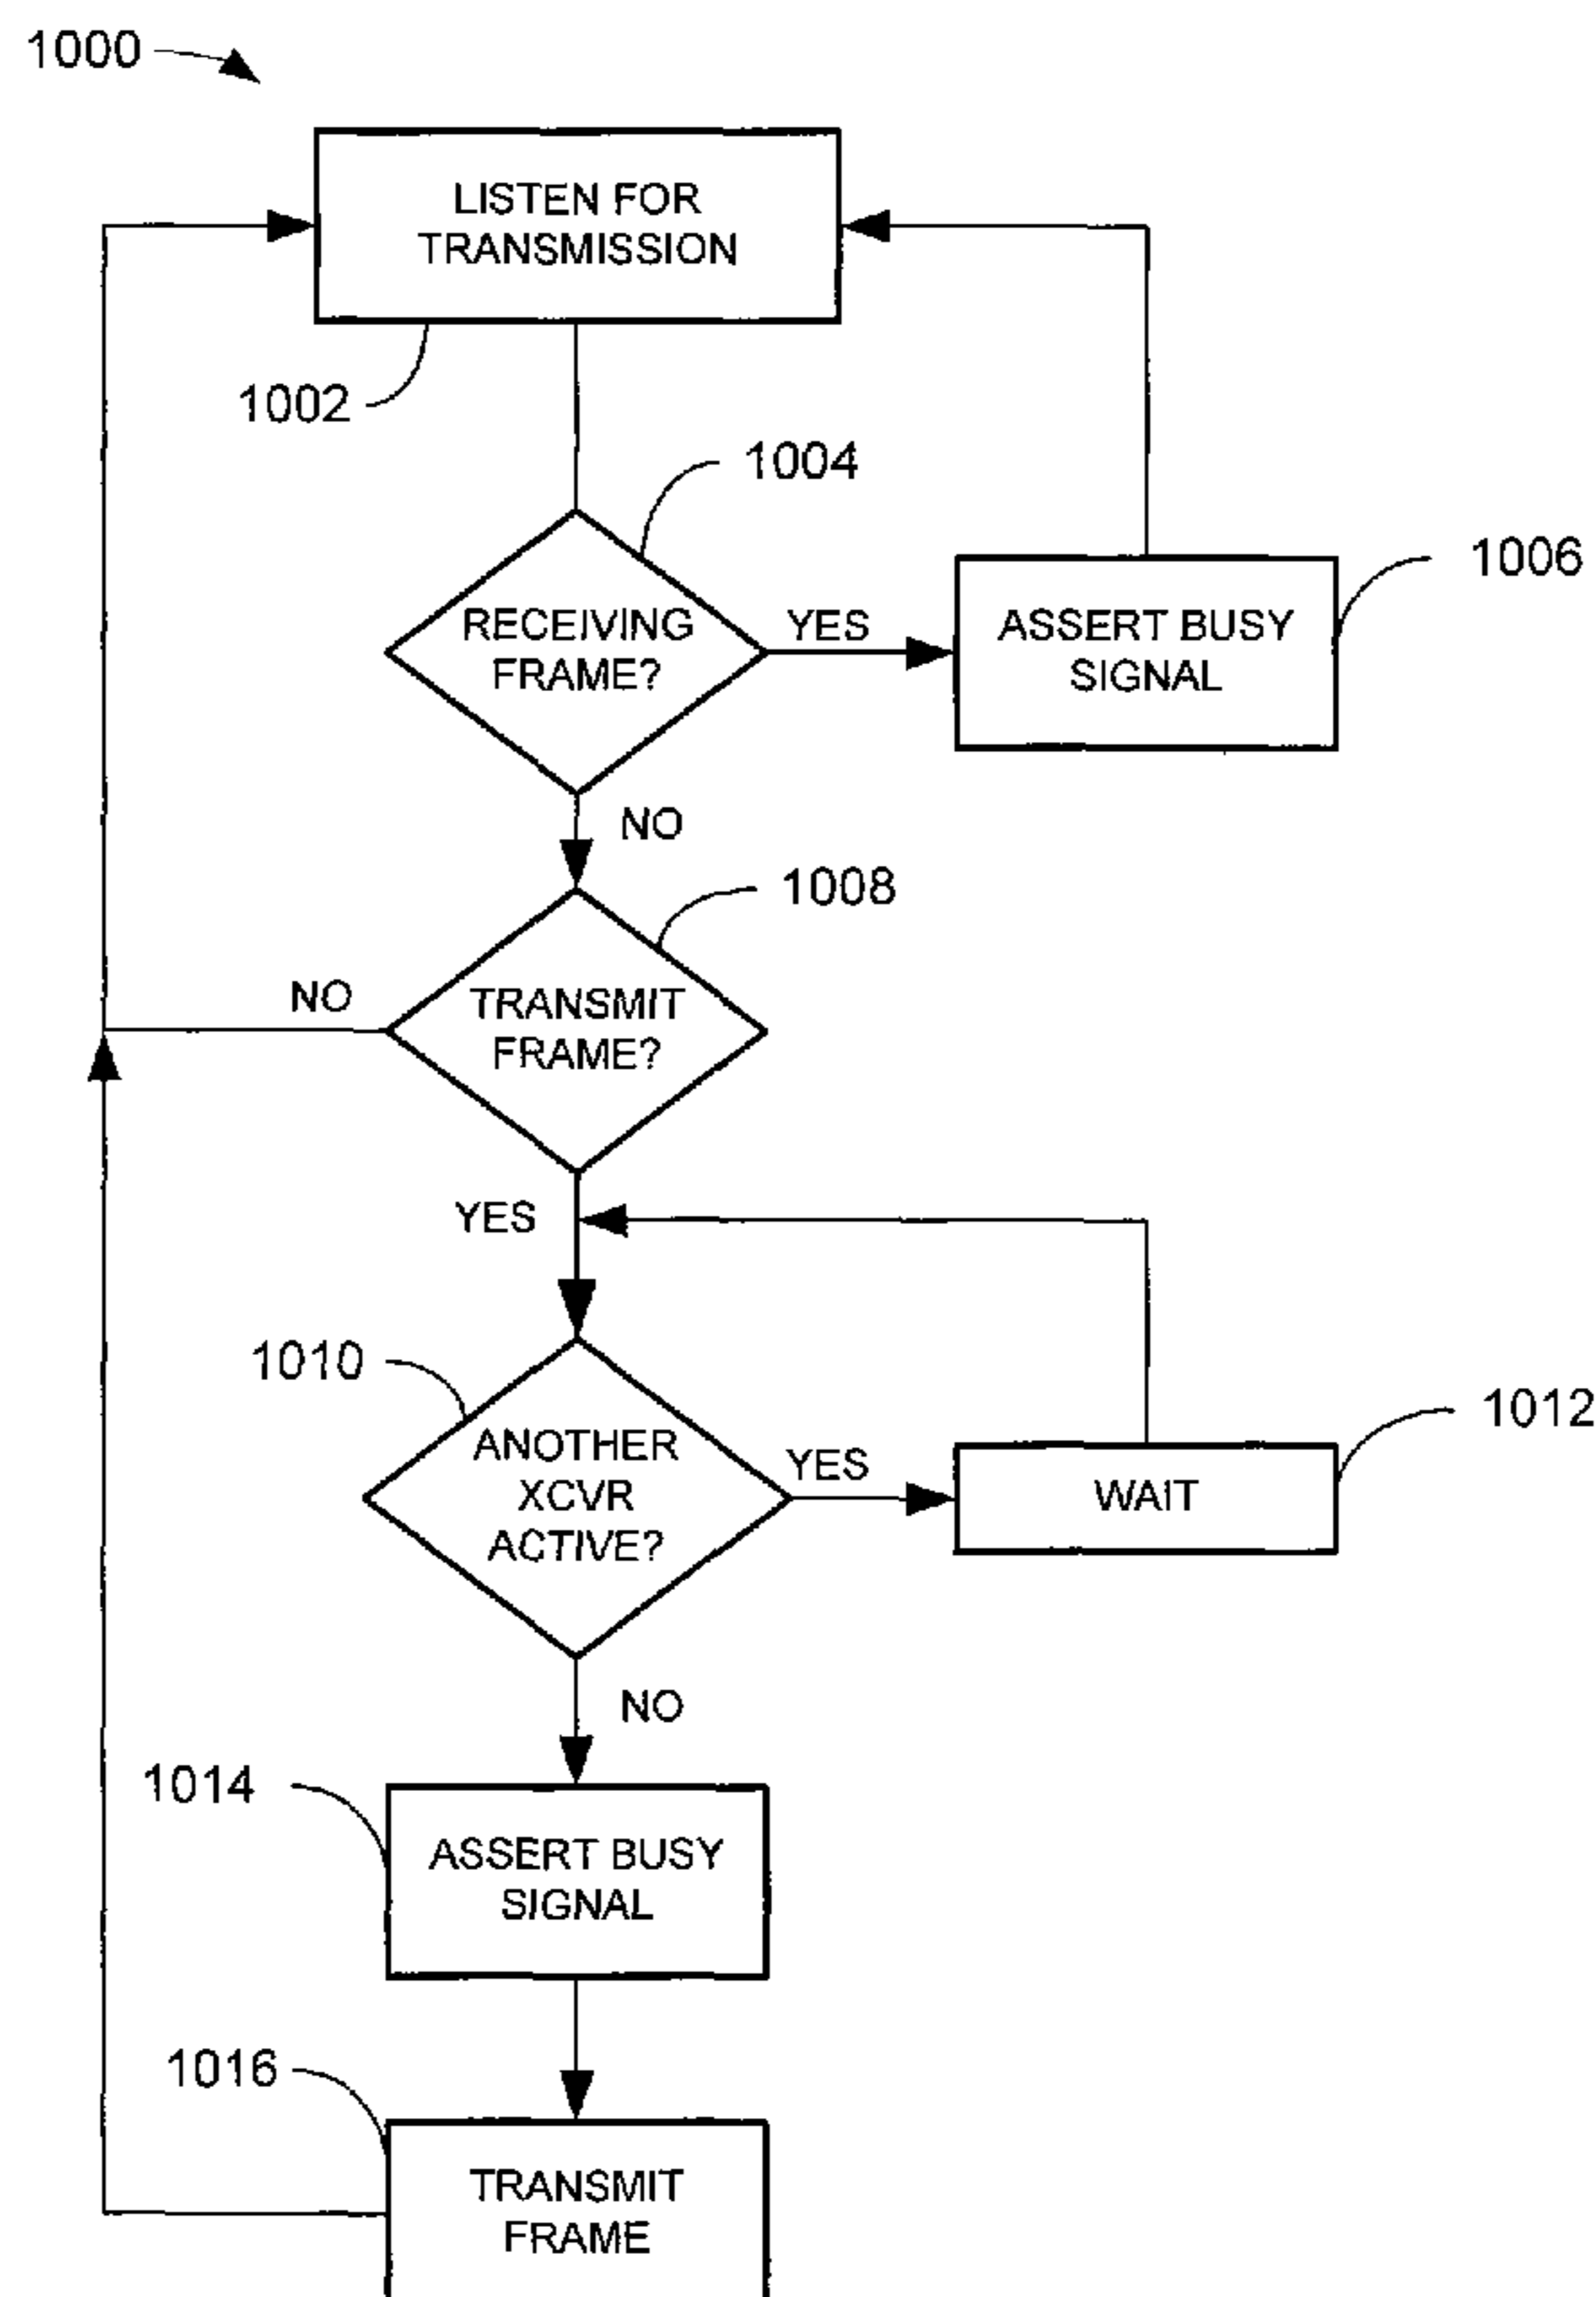 1000
LISTEN FOR
TRANSMISSION
1002
1004
RECEIVING
FRAME?
YES
ASSERT BUSY
SIGNAL
1006
NO
1008
NO
TRANSMIT
FRAME?
YES
1010
ANOTHER
XCVR
ACTIVE?
YES
WAIT
1012
NO
1014
ASSERT BUSY
SIGNAL
1016
TRANSMIT
FRAME